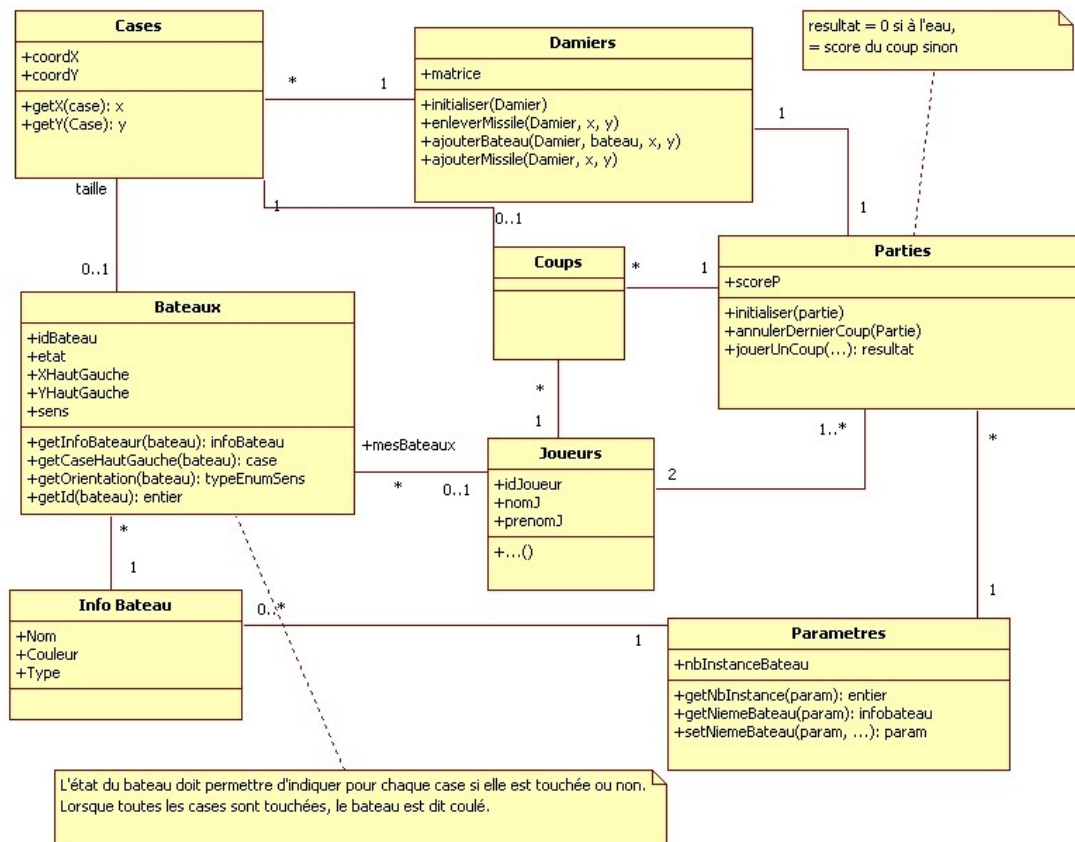 Cases
+coordX
+coordY
+getX(case): x
+getY(Case): y
Damiers
+matrice
+initialiser(Damier)
+enleverMissile(Damier, x, y)
+ajouterBateau(Damier, bateau, x, y)
+ajouterMissile(Damier, x, y)
resultat = 0 si à l'eau,
= score du coup sinon
*
1
1
1
taille
0..1
1
0..1
Coups
*
1
Parties
+scoreP
+initialiser(partie)
+annulerDernierCoup(Partie)
+jouerUnCoup(...): resultat
Bateaux
+idBateau
+etat
+XHautGauche
+YHautGauche
+sens
+getInfoBateaur(bateau): infoBateau
+getCaseHautGauche(bateau): case
+getOrientation(bateau): typeEnumSens
+getId(bateau): entier
*
1
+mesBateaux
*
0..1
Joueurs
+idJoueur
+nomJ
+prenomJ
+...()
2
1..*
*
1
*
1
Info Bateau
+Nom
+Couleur
+Type
0..*
1
Parametres
+nbInstanceBateau
+getNbInstance(param): entier
+getNiemeBateau(param): infobateau
+setNiemeBateau(param, ...): param
L'état du bateau doit permettre d'indiquer pour chaque case si elle est touchée ou non.
Lorsque toutes les cases sont touchées, le bateau est dit coulé.